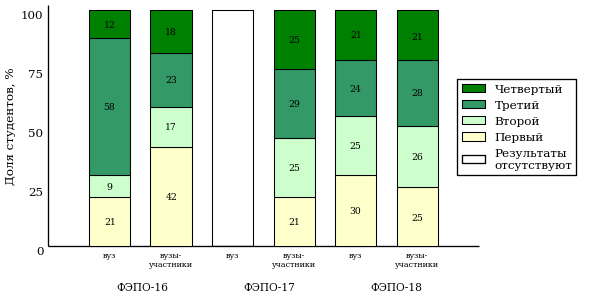 100
75
50
25
0
Доля студентов, %
12
58
9
21
18
23
17
42
25
29
25
21
21
24
25
30
21
28
26
25
вуз
вузы-
участники
вуз
вузы-
участники
вуз
вузы-
участники
ФЭПО-16
ФЭПО-17
ФЭПО-18
Четвертый
Третий
Второй
Первый
Результаты
отсутствуют